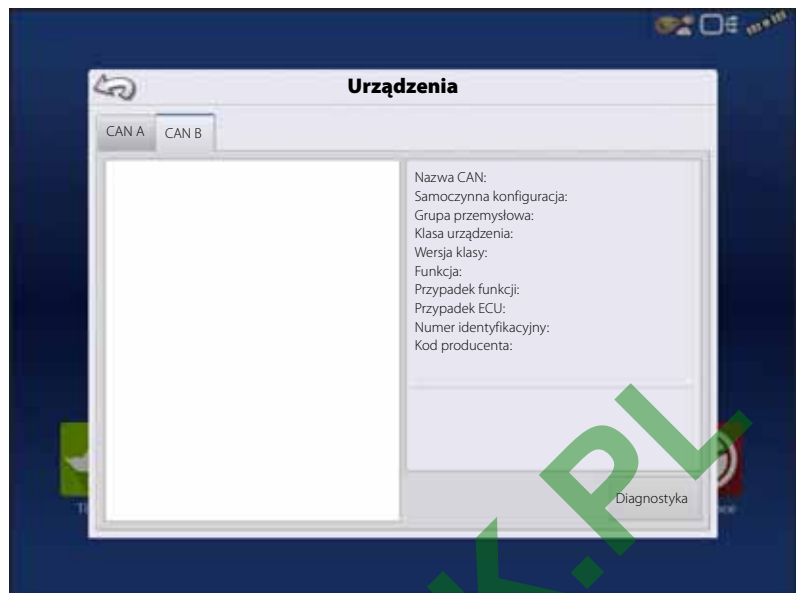 Urządzenia
CAN A
CAN B
Nazwa CAN:
Samoczynna konfiguracja:
Grupa przemysłowa:
Klasa urządzenia:
Wersja klasy:
Funkcja:
Przypadek funkcji:
Przypadek ECU:
Numer identyfikacyjny:
Kod producenta:
Diagnostyka
K.PL